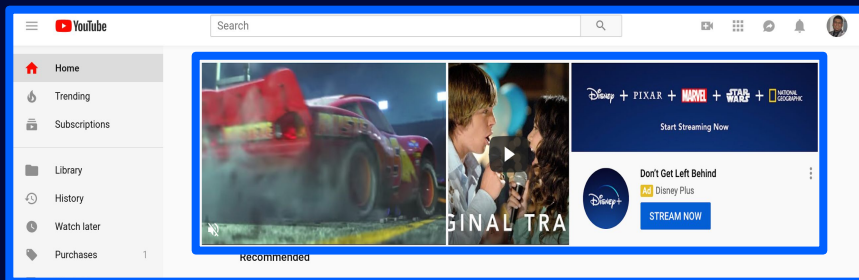 YouTube
Search
Home
Trending
Subscriptions
Library
History
Watch later
Purchases 1
GINAL TRA
Disney + PIXAR + MARVEL + STAR WARS + NATIONAL GEOGRAPHIC
Start Streaming Now
Disney+
Don't Get Left Behind
Ad Disney Plus
STREAM NOW
Recommended